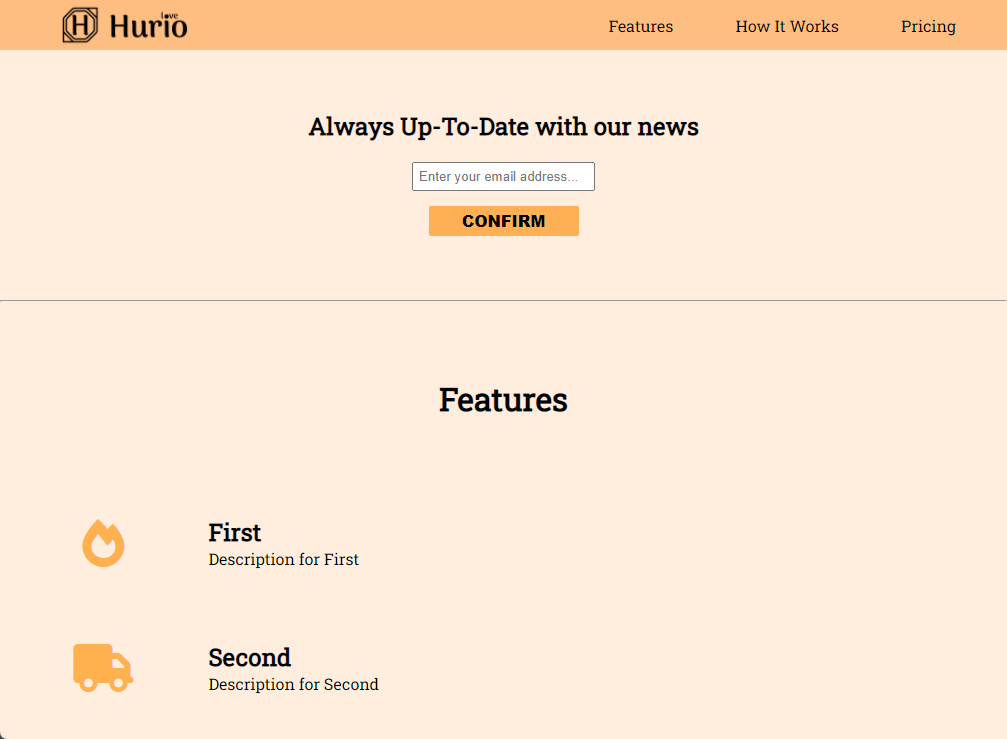 H Hurio love
Features
How It Works
Pricing
Always Up-To-Date with our news
Enter your email address...
CONFIRM
Features
First
Description for First
Second
Description for Second